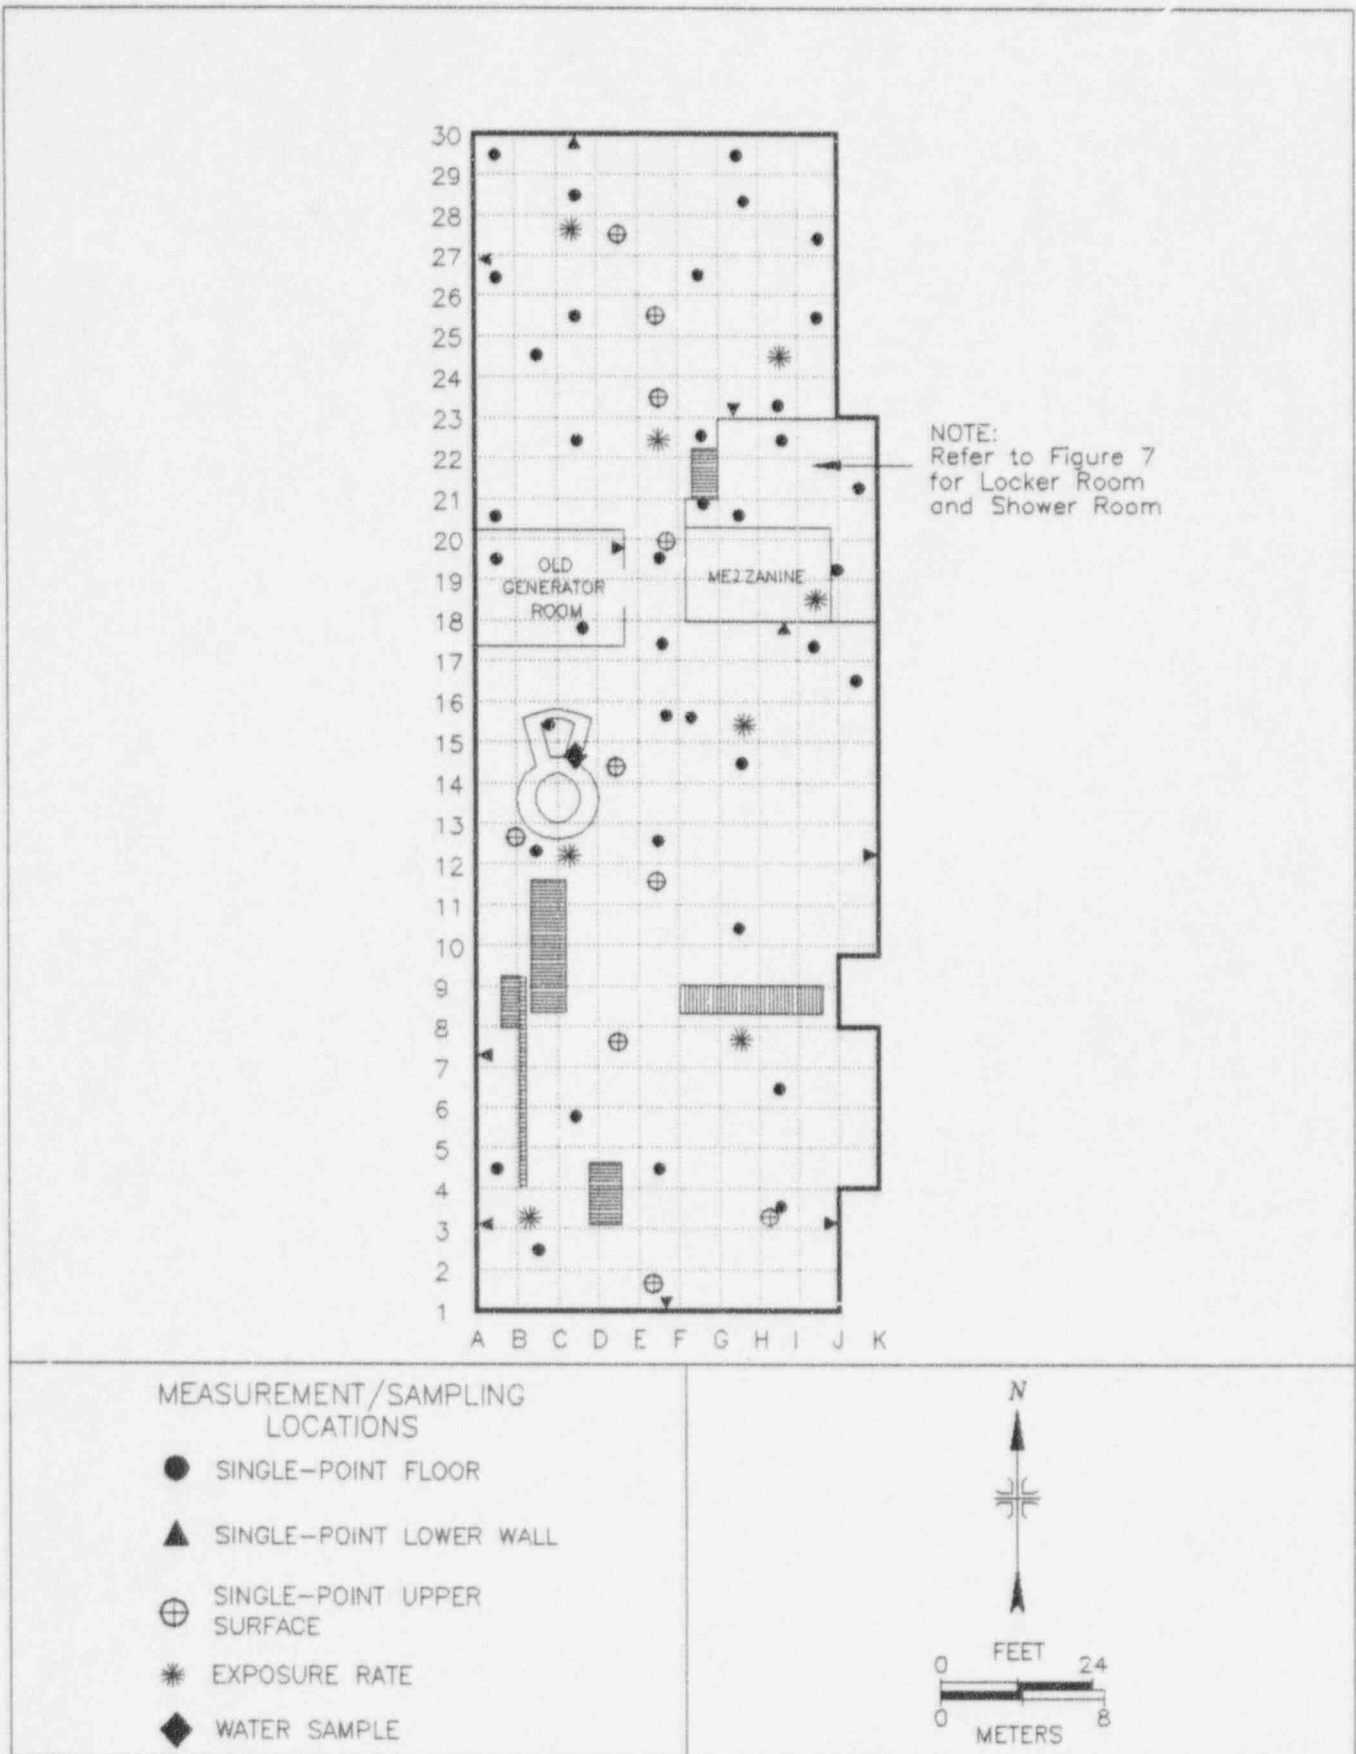 30
29
28
27
26
25
24
23
22
21
20
19
18
17
16
15
14
13
12
11
10
9
8
7
6
5
4
3
2
1
A B C D E F G H I J K
NOTE:
Refer to Figure 7
for Locker Room
and Shower Room
OLD
GENERATOR
ROOM
MEZZANINE
MEASUREMENT/SAMPLING
LOCATIONS
SINGLE-POINT FLOOR
SINGLE-POINT LOWER WALL
SINGLE-POINT UPPER
SURFACE
EXPOSURE RATE
WATER SAMPLE
N
FEET
0 24
0 8
METERS